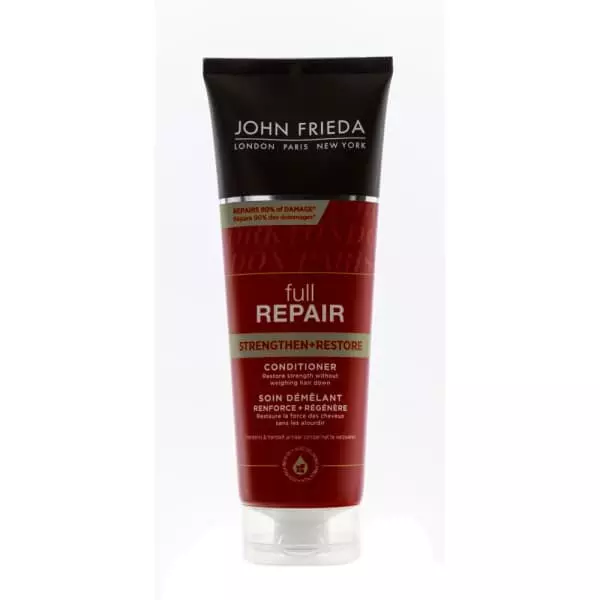 JOHN FRIEDA
LONDON PARIS NEW YORK
REPAIRS 90% of DAMAGE*
Répare 90% des dommages*
full
REPAIR
STRENGTHEN+RESTORE
CONDITIONER
Restore strength without
weighing hair down
SOIN DÉMÊLANT
RENFORCE + RÉGÉNÈRE
Restaure la force des cheveux
sans les alourdir